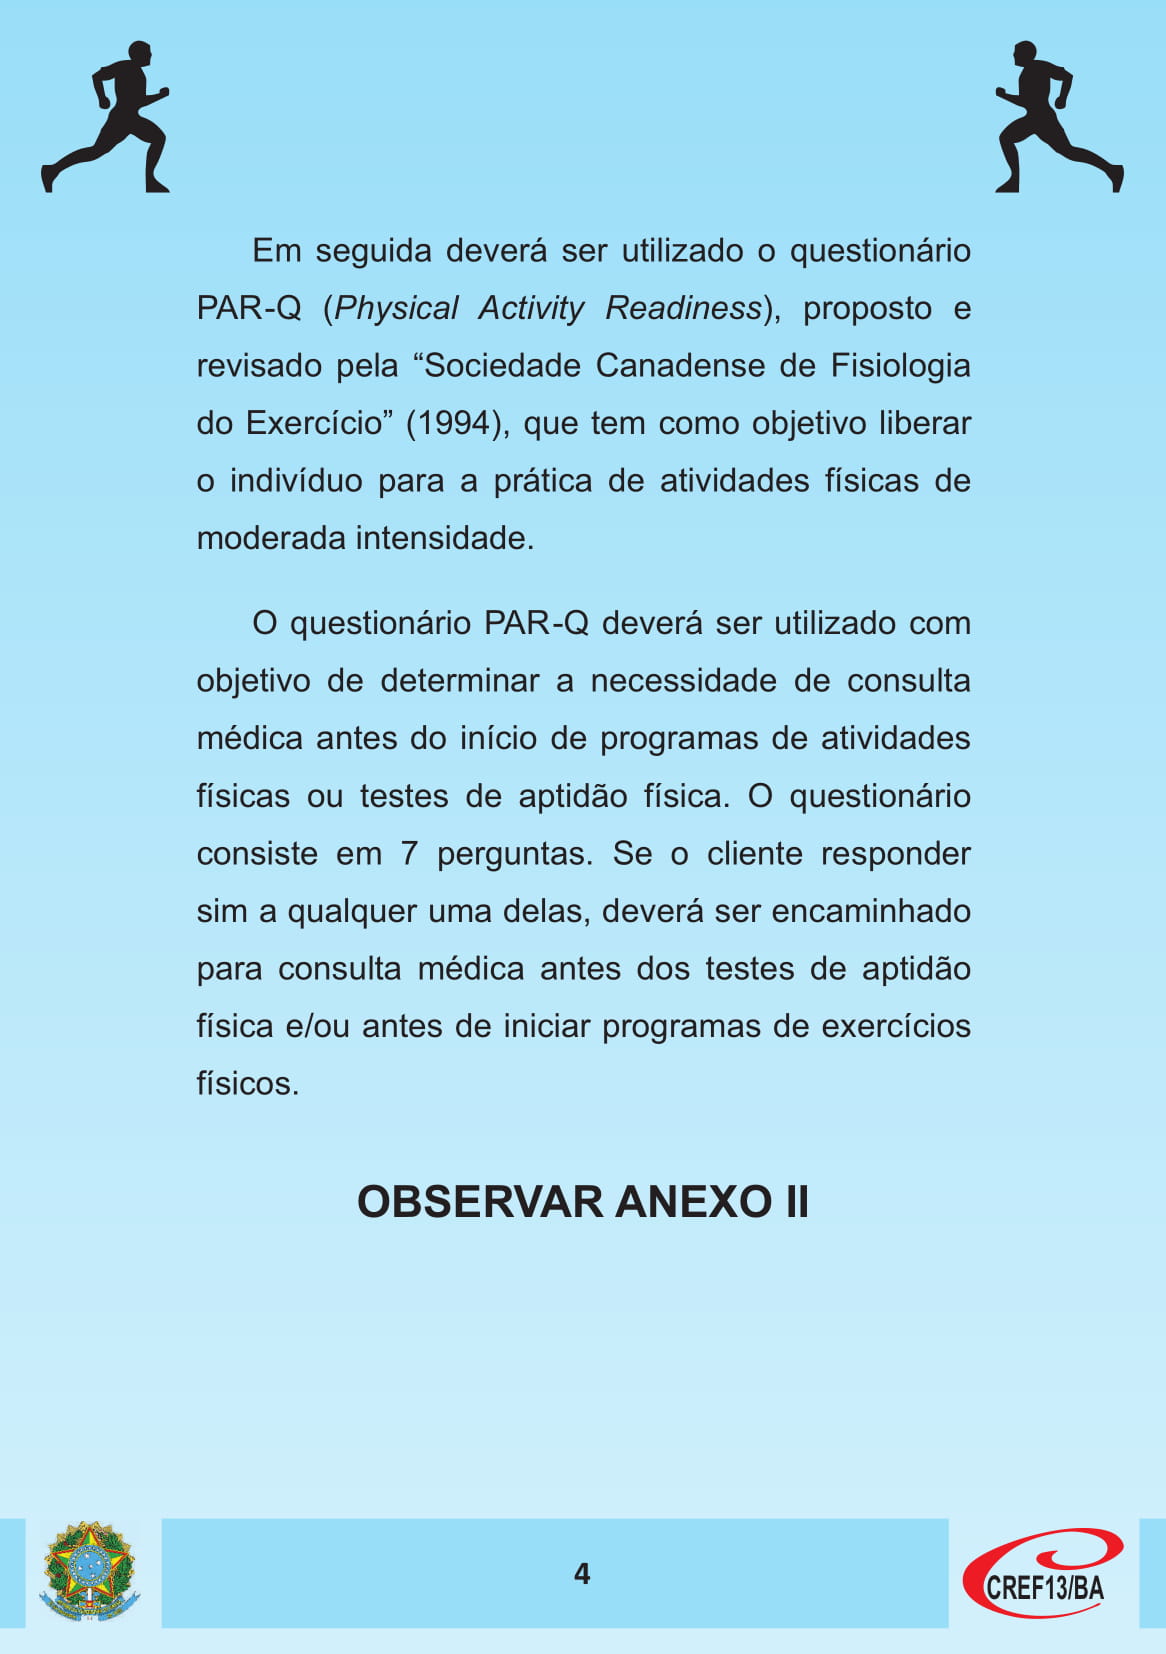 Em seguida deverá ser utilizado o questionário
PAR-Q (Physical Activity Readiness), proposto e
revisado pela “Sociedade Canadense de Fisiologia
do Exercício” (1994), que tem como objetivo liberar
o indivíduo para a prática de atividades físicas de
moderada intensidade.
O questionário PAR-Q deverá ser utilizado com
objetivo de determinar a necessidade de consulta
médica antes do início de programas de atividades
físicas ou testes de aptidão física. O questionário
consiste em 7 perguntas. Se o cliente responder
sim a qualquer uma delas, deverá ser encaminhado
para consulta médica antes dos testes de aptidão
física e/ou antes de iniciar programas de exercícios
físicos.
OBSERVAR ANEXO II
4
CREF13/BA